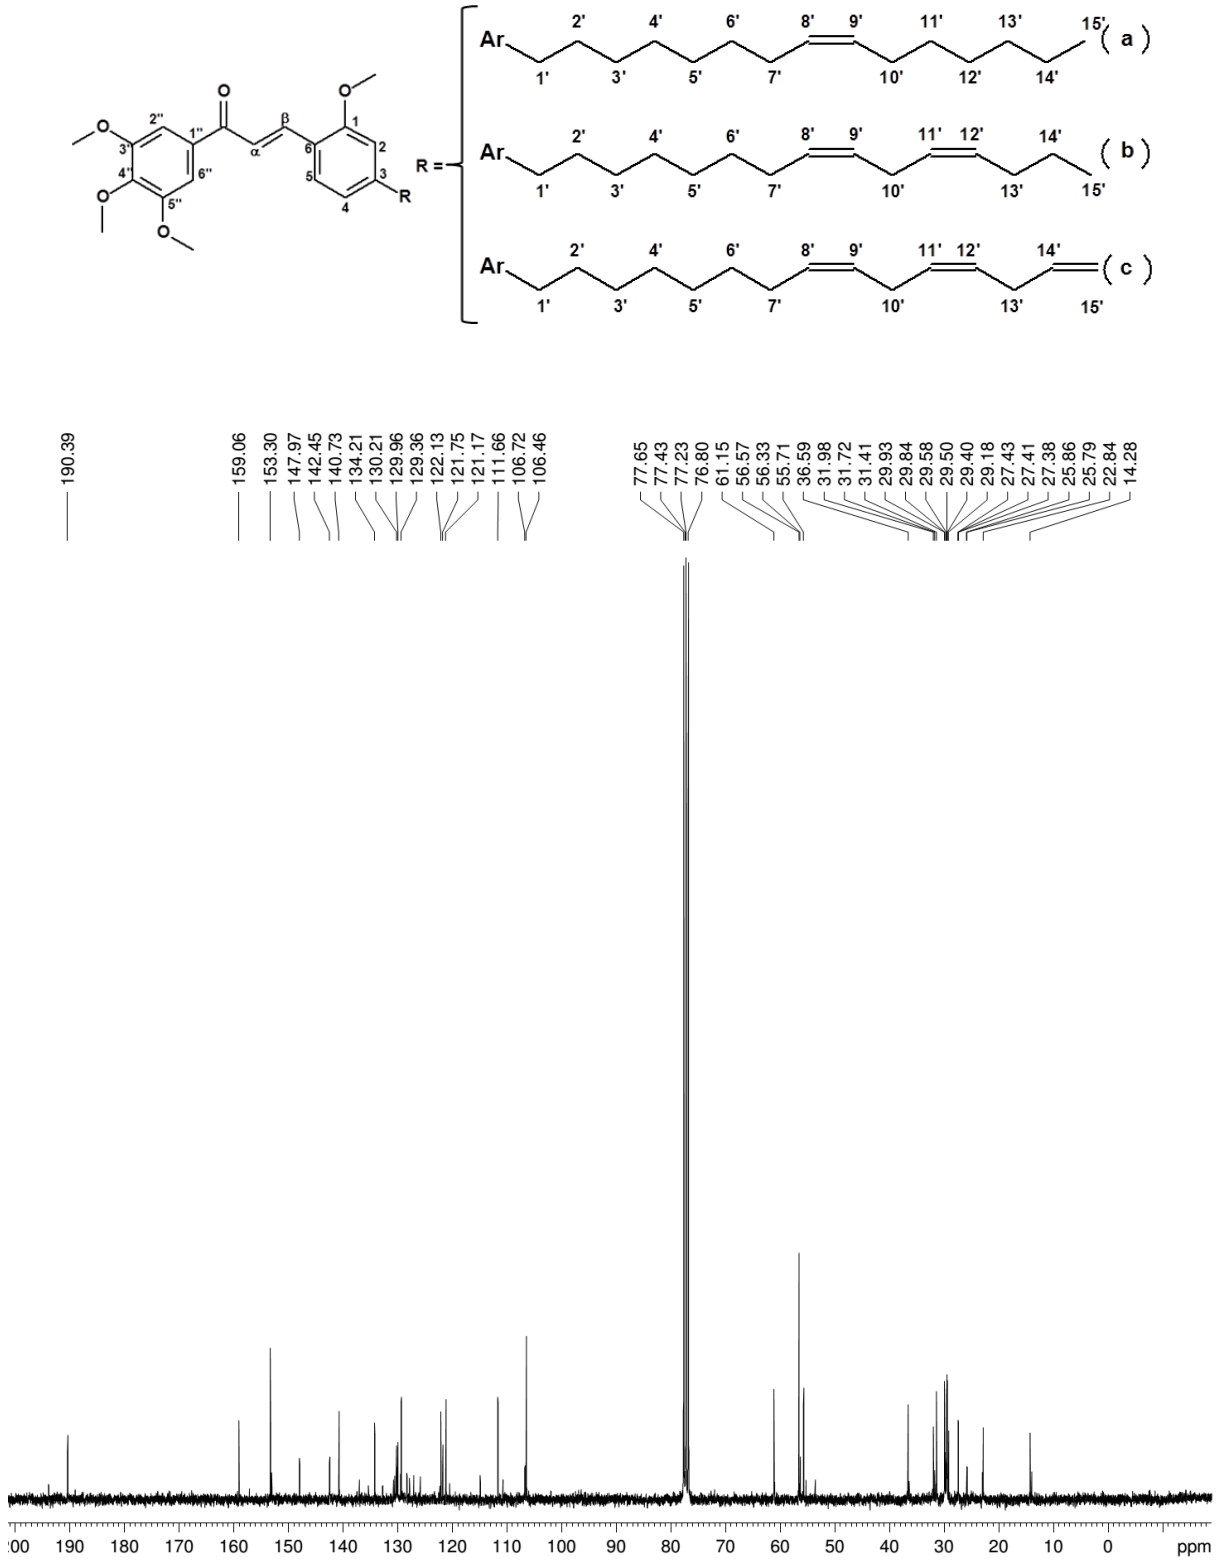 2' 4' 6' 8' 9' 11' 13' 15'
Ar ( a )
1' 3' 5' 7' 10' 12' 14'
O O
2" 1" β 1
O 3' α 6 2
4" 6" 5 3
O 5" 4 R
O
R =
2' 4' 6' 8' 9' 11' 12' 14'
Ar ( b )
1' 3' 5' 7' 10' 13' 15'
2' 4' 6' 8' 9' 11' 12' 14'
Ar ( c )
1' 3' 5' 7' 10' 13' 15'
190.39
159.06
153.30
147.97
142.45
140.73
134.21
130.21
129.96
129.36
122.13
121.75
121.17
111.66
106.72
106.46
77.65
77.43
77.23
76.80
61.15
56.57
56.33
55.71
36.59
31.98
31.72
31.41
29.93
29.84
29.58
29.50
29.40
29.18
27.43
27.41
27.38
25.86
25.79
22.84
14.28
00 190 180 170 160 150 140 130 120 110 100 90 80 70 60 50 40 30 20 10 0 ppm